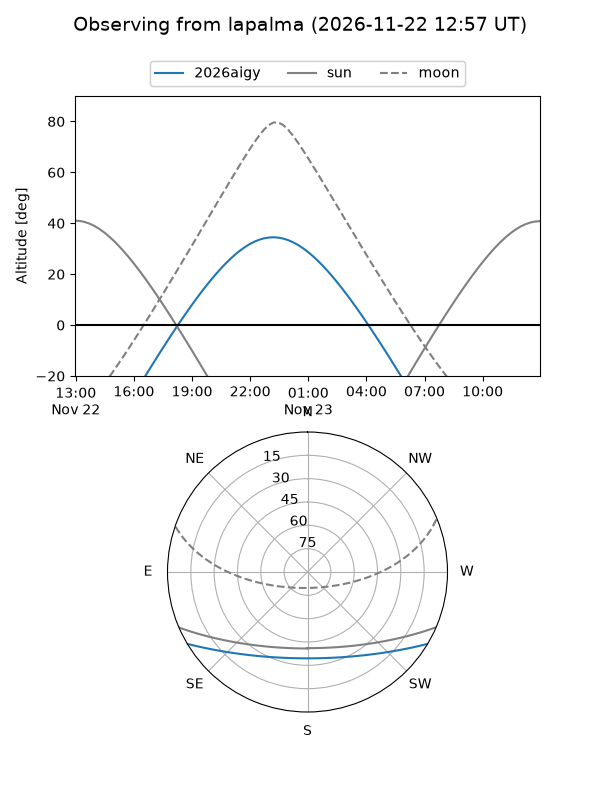 Observing from lapalma (2026-11-22 12:57 UT)
2026aigy sun moon
Altitude [deg]
80
60
40
20
0
−20
13:00 16:00 19:00 22:00 01:00 04:00 07:00 10:00
Nov 22 Nov 23
N
NE NW
15
30
45
60
75
E W
SE SW
S